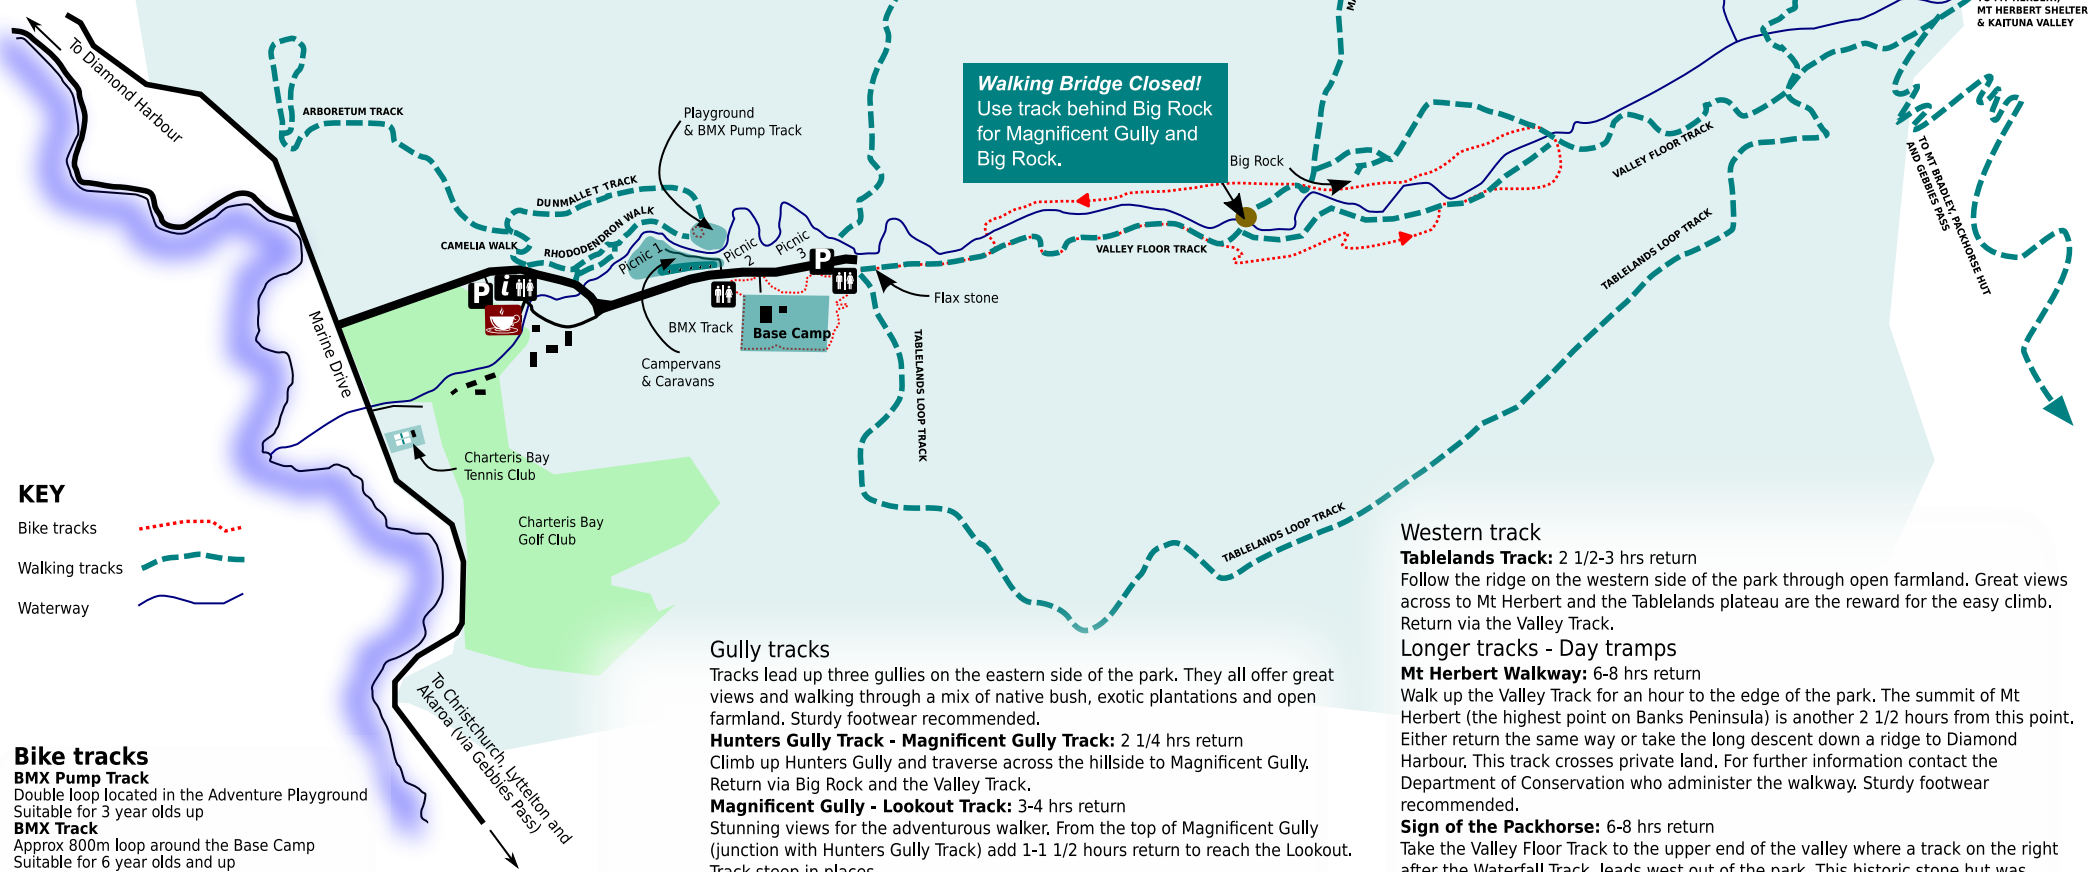 MT HERBERT SHELTER
& KAITUNA VALLEY
To Diamond Harbour
ARBORETUM TRACK
Playground
& BMX Pump Track
Walking Bridge Closed!
Use track behind Big Rock
for Magnificent Gully and
Big Rock.
Big Rock
VALLEY FLOOR TRACK
TO MT BRADLEY, PACKHORSE HUT
AND GEBBIES PASS
DUNMALLET TRACK
RHODODENDRON WALK
CAMELIA WALK
Picnic 1
Picnic
2
Picnic
3
P
VALLEY FLOOR TRACK
TABLELANDS LOOP TRACK
P
i
Flax stone
BMX Track
Base Camp
Marine Drive
TABLELANDS LOOP TRACK
Campervans
& Caravans
Charteris Bay
Tennis Club
Charteris Bay
Golf Club
TABLELANDS LOOP TRACK
KEY
Bike tracks
Walking tracks
Waterway
To Christchurch, Lyttelton and
Akaroa (via Gebbies Pass)
Bike tracks
BMX Pump Track
Double loop located in the Adventure Playground
Suitable for 3 year olds up
BMX Track
Approx 800m loop around the Base Camp
Suitable for 6 year olds and up
Gully tracks
Tracks lead up three gullies on the eastern side of the park. They all offer great
views and walking through a mix of native bush, exotic plantations and open
farmland. Sturdy footwear recommended.
Hunters Gully Track - Magnificent Gully Track: 2 1/4 hrs return
Climb up Hunters Gully and traverse across the hillside to Magnificent Gully.
Return via Big Rock and the Valley Track.
Magnificent Gully - Lookout Track: 3-4 hrs return
Stunning views for the adventurous walker. From the top of Magnificent Gully
(junction with Hunters Gully Track) add 1-1 1/2 hours return to reach the Lookout.
Track steep in places.
Western track
Tablelands Track: 2 1/2-3 hrs return
Follow the ridge on the western side of the park through open farmland. Great views
across to Mt Herbert and the Tablelands plateau are the reward for the easy climb.
Return via the Valley Track.
Longer tracks - Day tramps
Mt Herbert Walkway: 6-8 hrs return
Walk up the Valley Track for an hour to the edge of the park. The summit of Mt
Herbert (the highest point on Banks Peninsula) is another 2 1/2 hours from this point.
Either return the same way or take the long descent down a ridge to Diamond
Harbour. This track crosses private land. For further information contact the
Department of Conservation who administer the walkway. Sturdy footwear
recommended.
Sign of the Packhorse: 6-8 hrs return
Take the Valley Floor Track to the upper end of the valley where a track on the right
after the Waterfall Track, leads west out of the park. This historic stone hut was